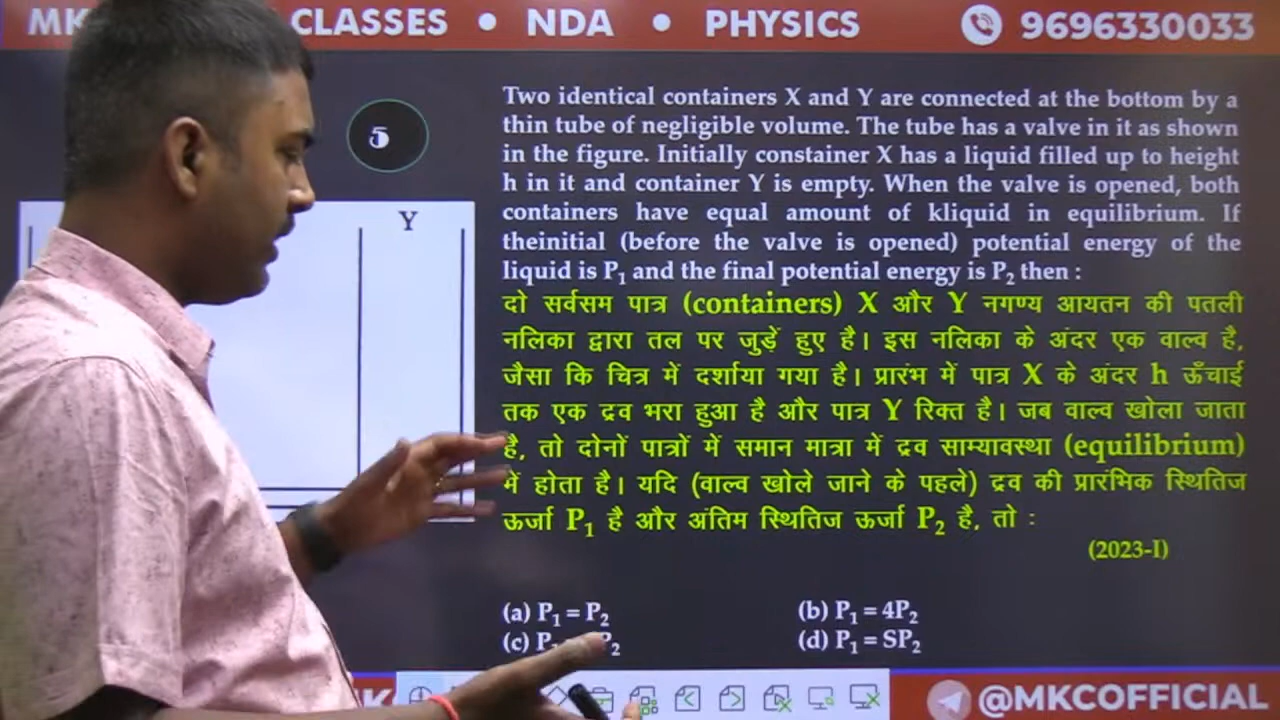 CLASSES • NDA • PHYSICS 9696330033
5
Y
Two identical containers X and Y are connected at the bottom by a
thin tube of negligible volume. The tube has a valve in it as shown
in the figure. Initially constainer X has a liquid filled up to height
h in it and container Y is empty. When the valve is opened, both
containers have equal amount of kliquid in equilibrium. If
theinitial (before the valve is opened) potential energy of the
liquid is P₁ and the final potential energy is P₂ then :
दो सर्वसम पात्र (containers) X और Y नगण्य आयतन की पतली
नलिका द्वारा तल पर जुड़ें हुए है। इस नलिका के अंदर एक वाल्व है,
जैसा कि चित्र में दर्शाया गया है। प्रारंभ में पात्र X के अंदर h ऊँचाई
तक एक द्रव भरा हुआ है और पात्र Y रिक्त है। जब वाल्व खोला जाता
है, तो दोनों पात्रों में समान मात्रा में द्रव साम्यावस्था (equilibrium)
में होता है। यदि (वाल्व खोले जाने के पहले) द्रव की प्रारंभिक स्थितिज
ऊर्जा P₁ है और अंतिम स्थितिज ऊर्जा P₂ है, तो :
(2023-I)
(a) P₁ = P₂ (b) P₁ = 4P₂
(c) (d) P₁ = SP₂
@MKCOFFICIAL